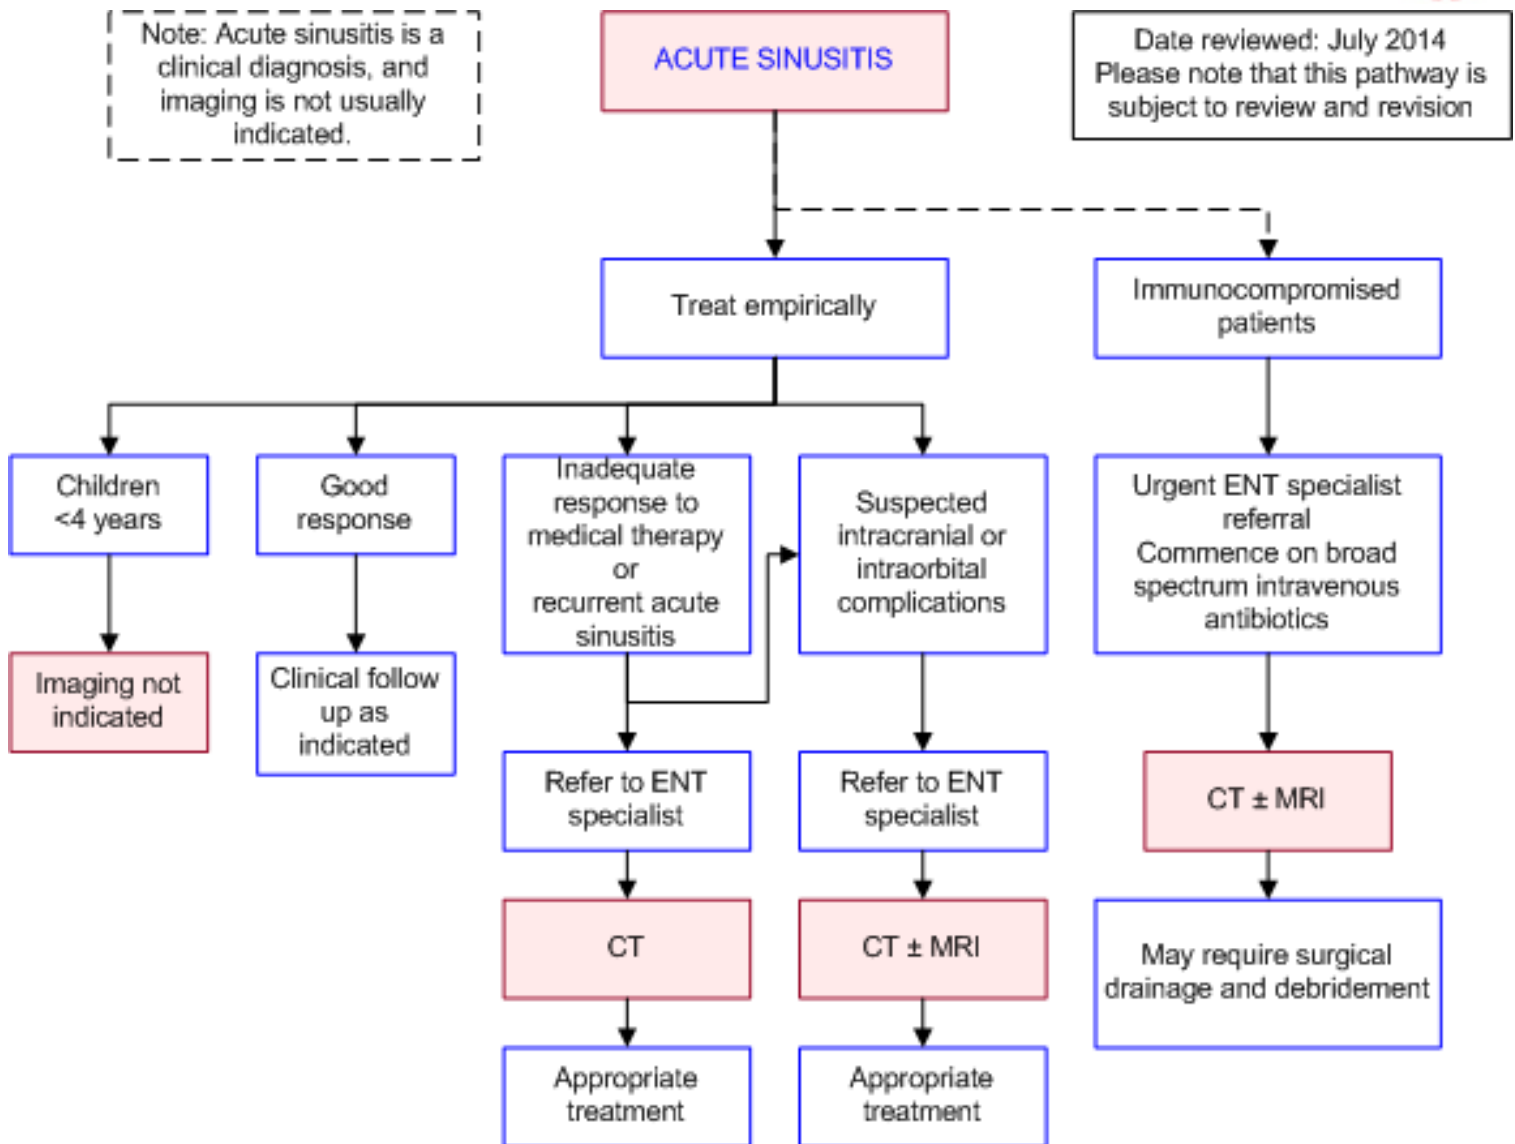 Note: Acute sinusitis is a
clinical diagnosis, and
imaging is not usually
indicated.
ACUTE SINUSITIS
Date reviewed: July 2014
Please note that this pathway is
subject to review and revision
Treat empirically
Immunocompromised
patients
Children
<4 years
Good
response
Inadequate
response to
medical therapy
or
recurrent acute
sinusitis
Suspected
intracranial or
intraorbital
complications
Urgent ENT specialist
referral
Commence on broad
spectrum intravenous
antibiotics
Imaging not
indicated
Clinical follow
up as
indicated
Refer to ENT
specialist
Refer to ENT
specialist
CT ± MRI
CT
CT ± MRI
May require surgical
drainage and debridement
Appropriate
treatment
Appropriate
treatment